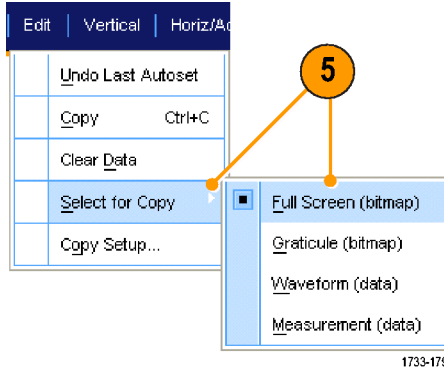 Edit | Vertical | Horiz/Ac
Undo Last Autoset
5
Copy Ctrl+C
Clear Data
Select for Copy
Full Screen (bitmap)
Copy Setup...
Graticule (bitmap)
Waveform (data)
Measurement (data)
1733-179